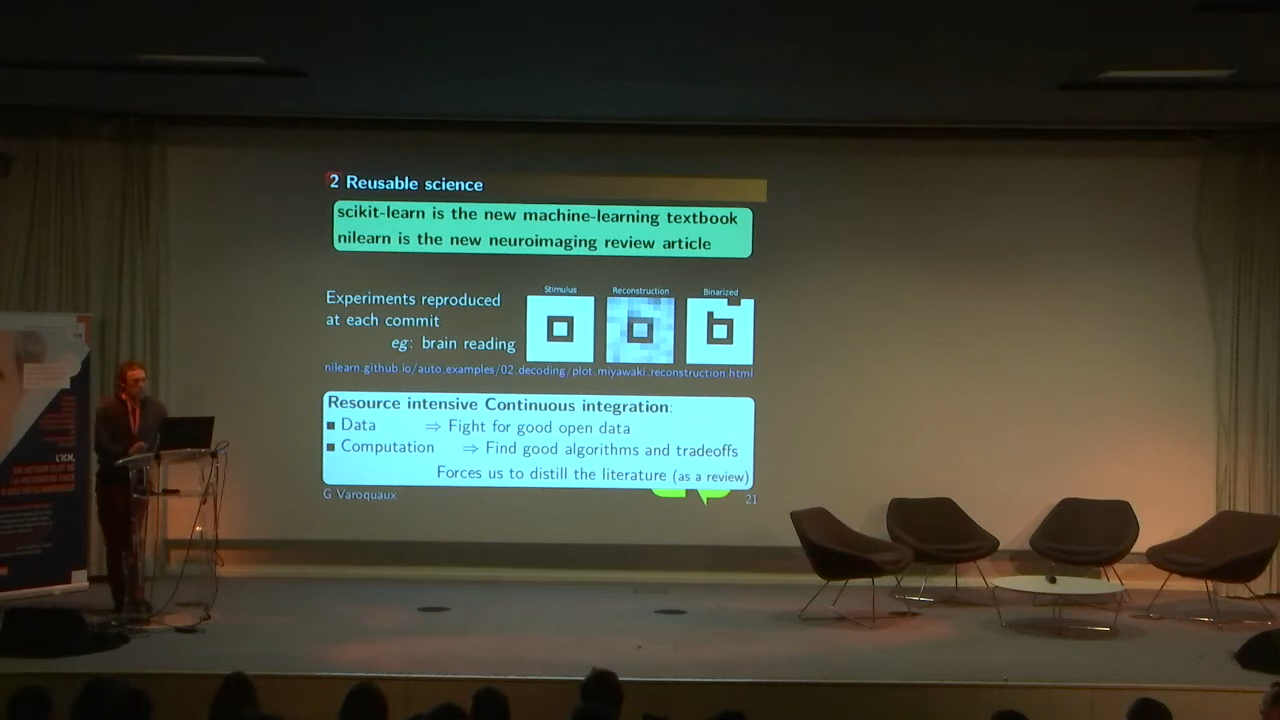 2 Reusable science
scikit-learn is the new machine-learning textbook
nilearn is the new neuroimaging review article
Experiments reproduced
at each commit
eg: brain reading
Stimulus
Reconstruction
Binarized
nilearn.github.io/auto_examples/02_decoding/plot_miyawaki_reconstruction.html
Resource intensive Continuous integration:
■ Data ⇒ Fight for good open data
■ Computation ⇒ Find good algorithms and tradeoffs
Forces us to distill the literature (as a review)
G Varoquaux
21
L'ICM,